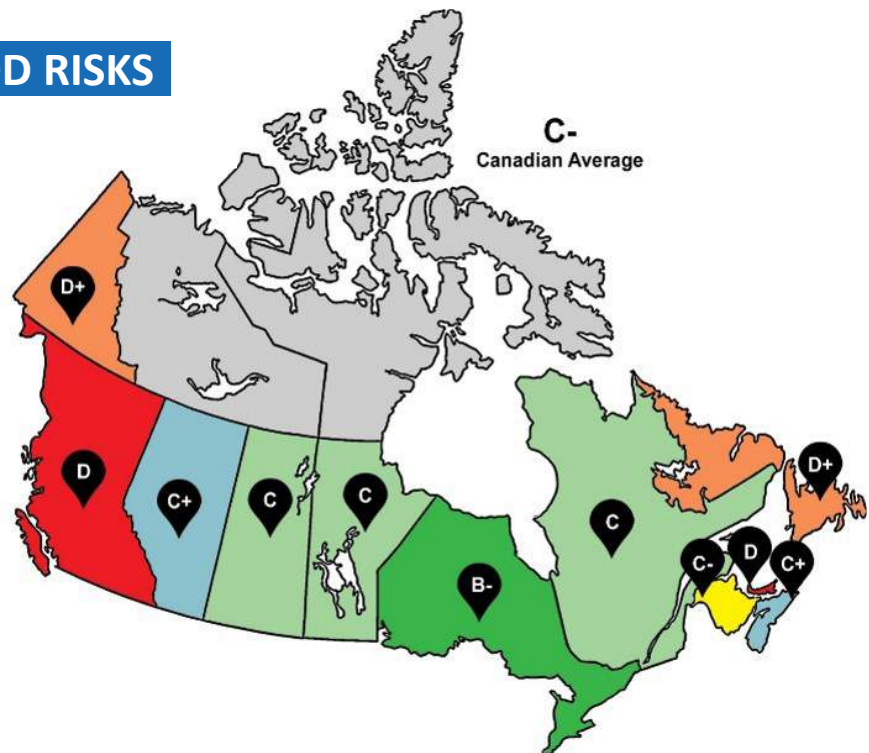 D RISKS
C-
Canadian Average
D+
D
C+
C
C
B-
C
D+
C-
D
C+